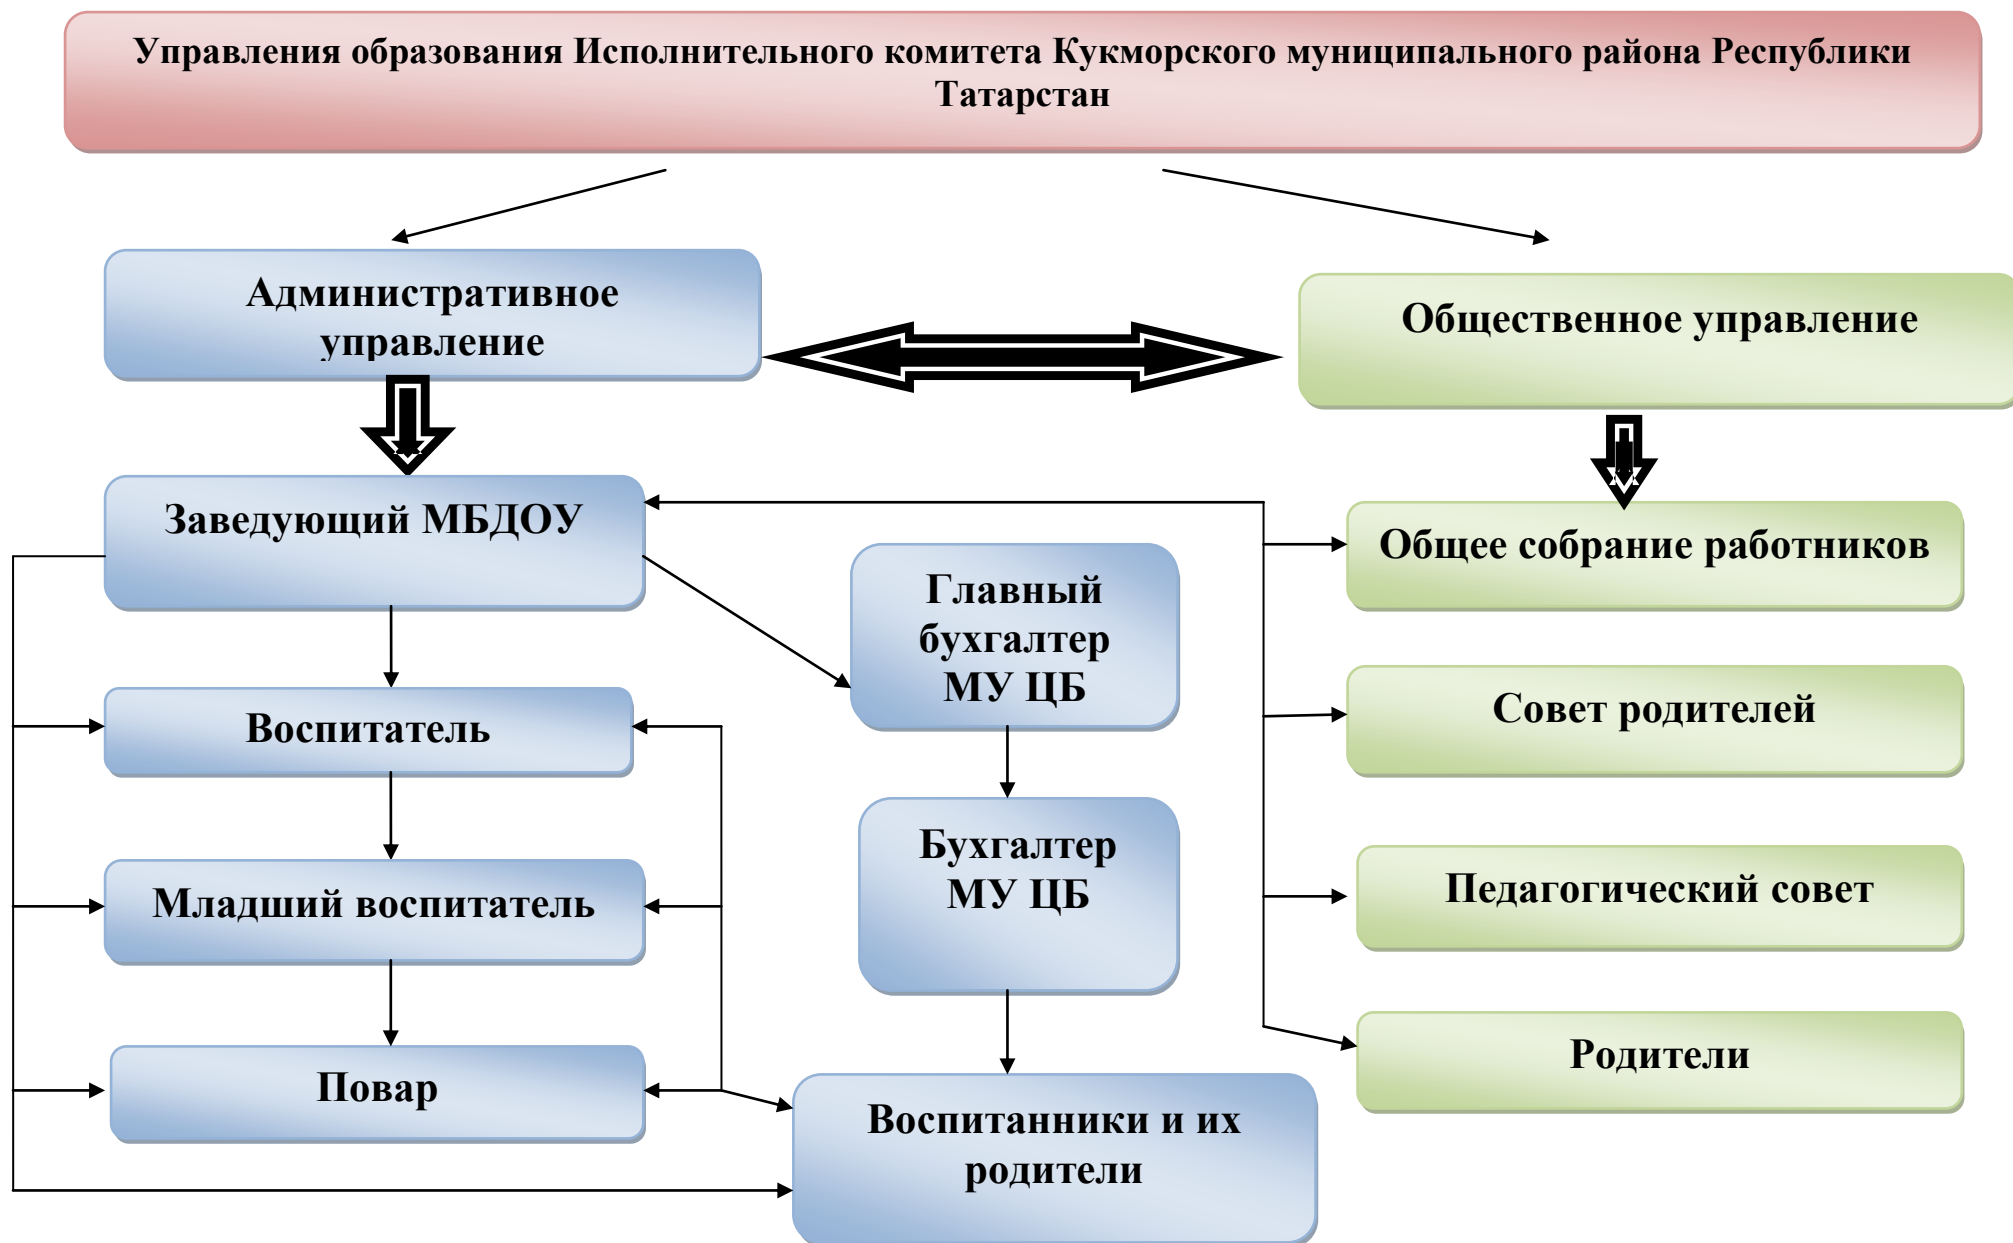 Управления образования Исполнительного комитета Кукморского муниципального района Республики
Татарстан
Административное
управление
Общественное управление
Заведующий МБДОУ
Общее собрание работников
Главный
бухгалтер
МУ ЦБ
Воспитатель
Совет родителей
Бухгалтер
МУ ЦБ
Младший воспитатель
Педагогический совет
Повар
Родители
Воспитанники и их
родители